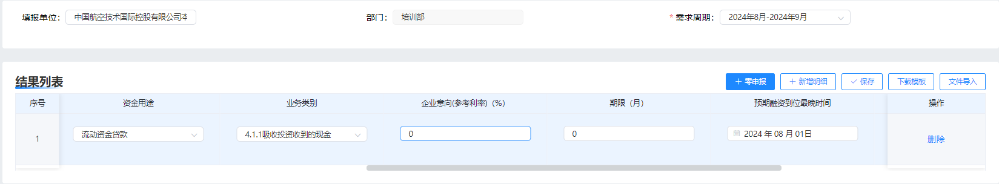 填报单位: 中国航空技术国际控股有限公司本 部门: 培训部 * 需求周期: 2024年8月-2024年9月
结果列表 + 零申报 + 新增明细 保存 下载模板 文件导入
序号 资金用途 业务类别 企业意向(参考利率) (%) 期限 (月) 预期融资到位最晚时间 操作
1 流动资金贷款 4.1.1吸收投资收到的现金 0 0 2024 年 08 月 01日 删除